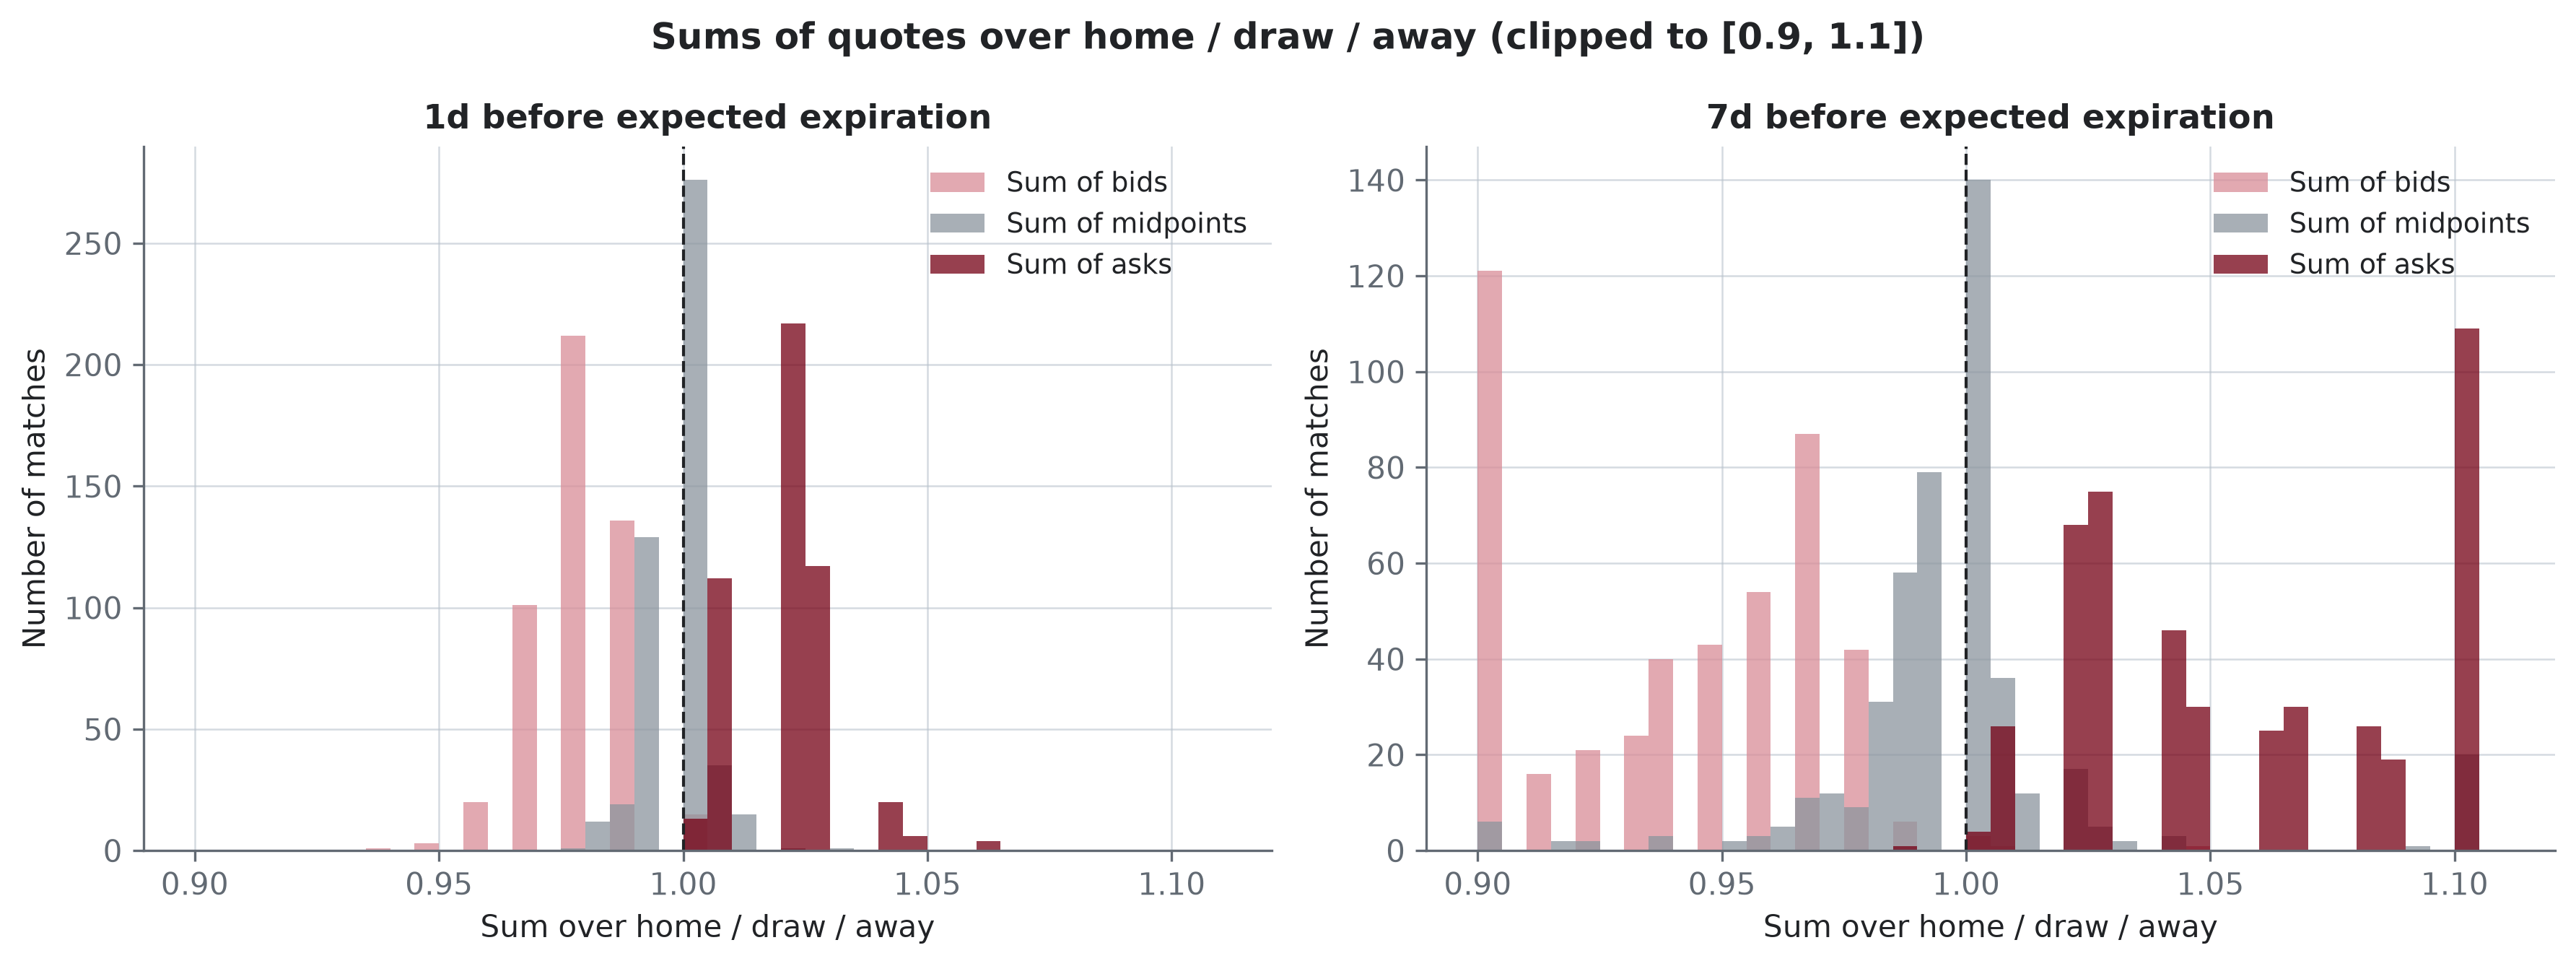 Sums of quotes over home / draw / away (clipped to [0.9, 1.1])
1d before expected expiration
Number of matches
250
200
150
100
50
0
0.90
0.95
1.00
1.05
1.10
Sum over home / draw / away
Sum of bids
Sum of midpoints
Sum of asks
7d before expected expiration
Number of matches
140
120
100
80
60
40
20
0
0.90
0.95
1.00
1.05
1.10
Sum over home / draw / away
Sum of bids
Sum of midpoints
Sum of asks